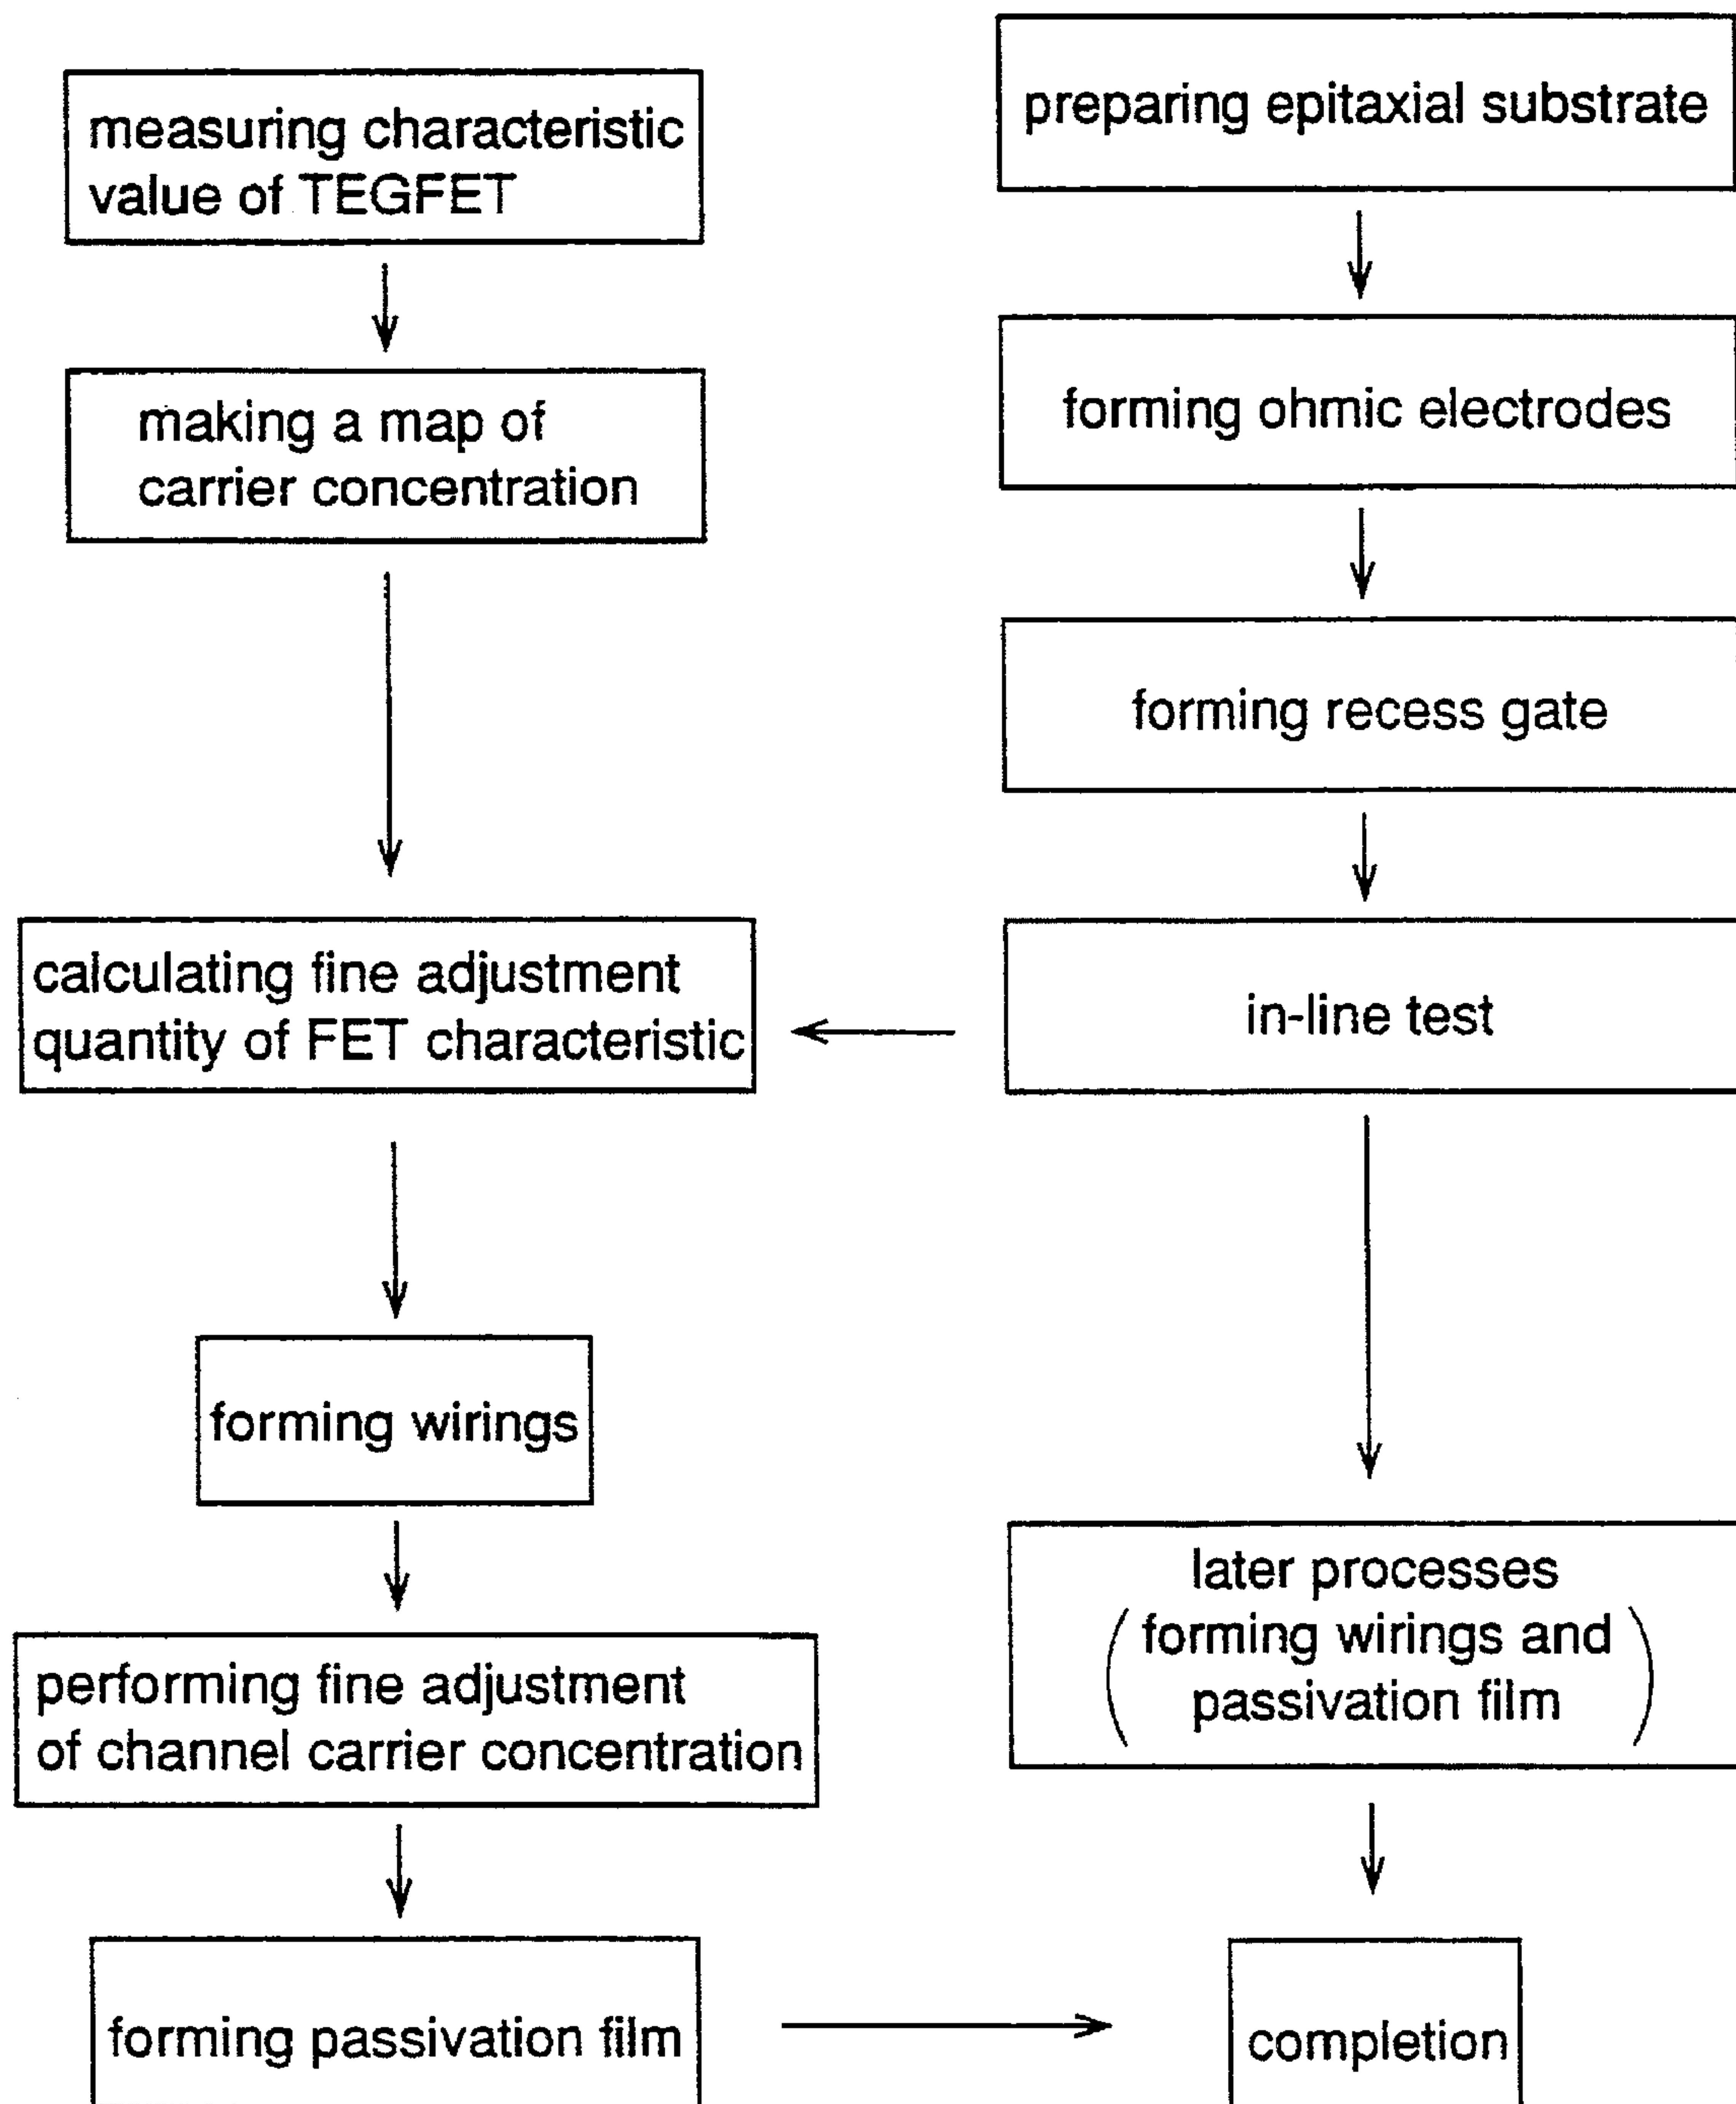 measuring characteristic
value of TEGFET
making a map of
carrier concentration
calculating fine adjustment
quantity of FET characteristic
forming wirings
performing fine adjustment
of channel carrier concentration
forming passivation film
preparing epitaxial substrate
forming ohmic electrodes
forming recess gate
in-line test
later processes
( forming wirings and
passivation film )
completion